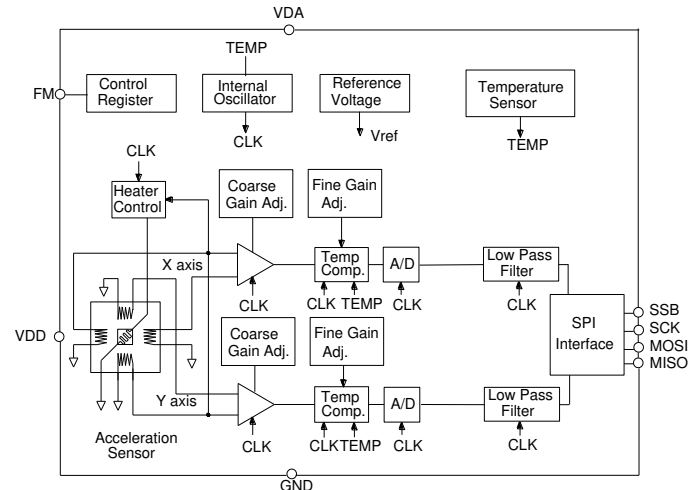 VDA
TEMP
FM
Control
Register
Internal
Oscillator
Reference
Voltage
Temperature
Sensor
CLK
Vref
TEMP
CLK
Heater
Control
Coarse
Gain Adj.
Fine Gain
Adj.
X axis
Temp
Comp.
A/D
Low Pass
Filter
CLK
CLK
TEMP
CLK
CLK
VDD
Coarse
Gain Adj.
Fine Gain
Adj.
SPI
Interface
SSB
SCK
MOSI
MISO
Y axis
Temp
Comp.
A/D
Low Pass
Filter
CLK
CLK
TEMP
CLK
CLK
Acceleration
Sensor
GND